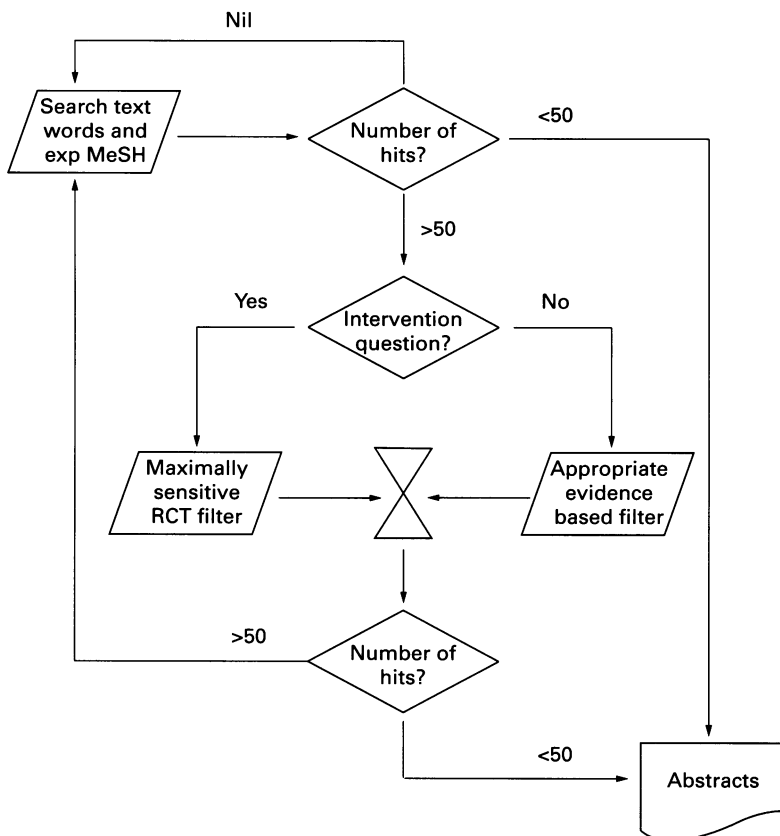 Nil
Search text
words and
exp MeSH
Number of
hits?
<50
>50
Yes
Intervention
question?
No
Maximally
sensitive
RCT filter
Appropriate
evidence
based filter
>50
Number of
hits?
<50
Abstracts